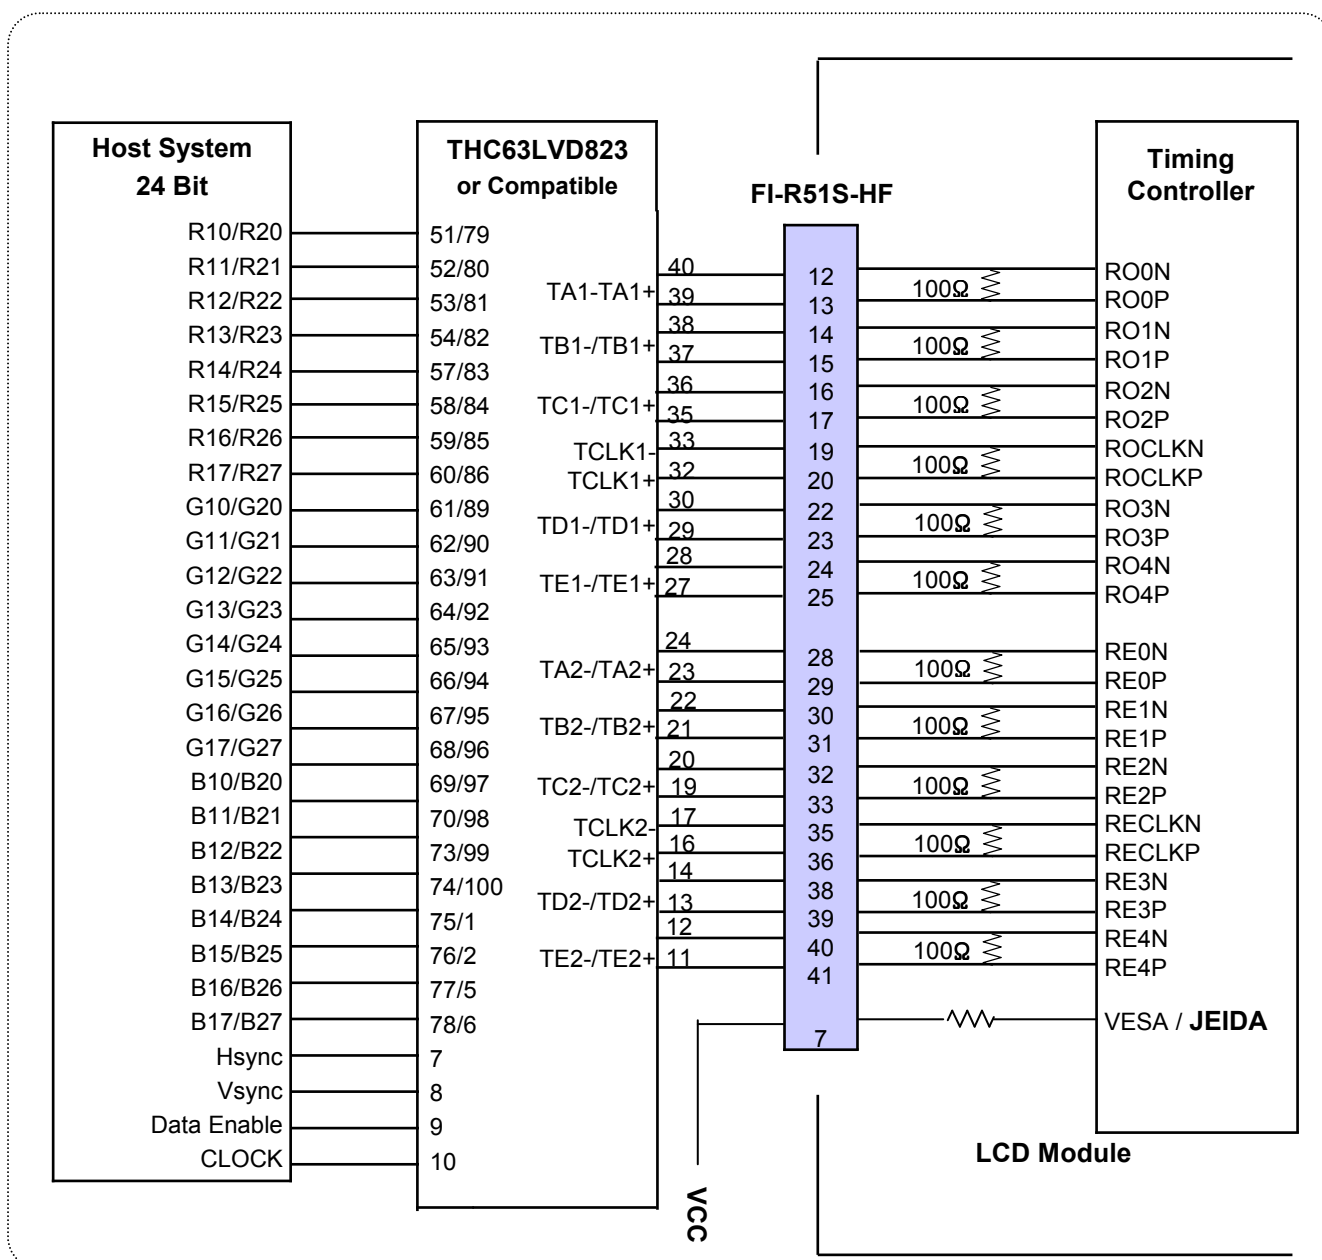 Host System
24 Bit
R10/R20
R11/R21
R12/R22
R13/R23
R14/R24
R15/R25
R16/R26
R17/R27
G10/G20
G11/G21
G12/G22
G13/G23
G14/G24
G15/G25
G16/G26
G17/G27
B10/B20
B11/B21
B12/B22
B13/B23
B14/B24
B15/B25
B16/B26
B17/B27
Hsync
Vsync
Data Enable
CLOCK
THC63LVD823
or Compatible
51/79
52/80
53/81
54/82
57/83
58/84
59/85
60/86
61/89
62/90
63/91
64/92
65/93
66/94
67/95
68/96
69/97
70/98
73/99
74/100
75/1
76/2
77/5
78/6
7
8
9
10
TA1-TA1+
TB1-/TB1+
TC1-/TC1+
TCLK1-
TCLK1+
TD1-/TD1+
TE1-/TE1+
TA2-/TA2+
TB2-/TB2+
TC2-/TC2+
TCLK2-
TCLK2+
TD2-/TD2+
TE2-/TE2+
40
39
38
37
36
35
33
32
30
29
28
27
24
23
22
21
20
19
17
16
14
13
12
11
VCC
FI-R51S-HF
12
13
14
15
16
17
19
20
22
23
24
25
28
29
30
31
32
33
35
36
38
39
40
41
7
100Ω
100Ω
100Ω
100Ω
100Ω
100Ω
100Ω
100Ω
100Ω
100Ω
100Ω
100Ω
Timing
Controller
RO0N
RO0P
RO1N
RO1P
RO2N
RO2P
ROCLKN
ROCLKP
RO3N
RO3P
RO4N
RO4P
RE0N
RE0P
RE1N
RE1P
RE2N
RE2P
RECLKN
RECLKP
RE3N
RE3P
RE4N
RE4P
VESA / JEIDA
LCD Module